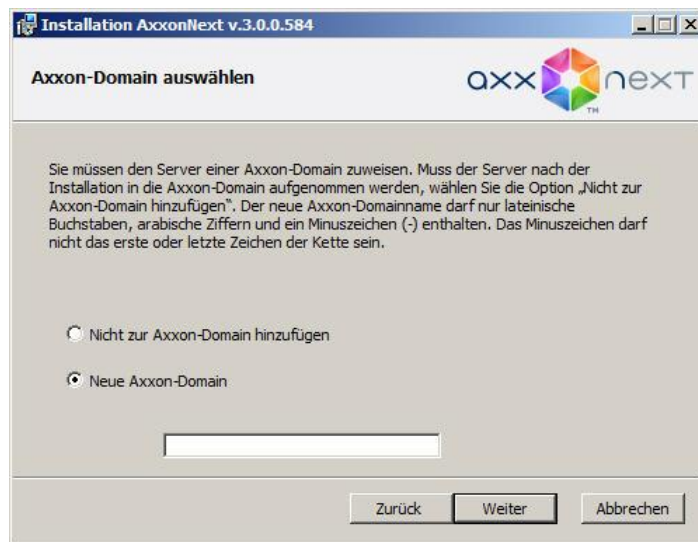 Installation AxxonNext v.3.0.0.584
Axxon-Domain auswählen
axxonext
TM
Sie müssen den Server einer Axxon-Domain zuweisen. Muss der Server nach der
Installation in die Axxon-Domain aufgenommen werden, wählen Sie die Option „Nicht zur
Axxon-Domain hinzufügen“. Der neue Axxon-Domainname darf nur lateinische
Buchstaben, arabische Ziffern und ein Minuszeichen (-) enthalten. Das Minuszeichen darf
nicht das erste oder letzte Zeichen der Kette sein.
Nicht zur Axxon-Domain hinzufügen
Neue Axxon-Domain
Zurück
Weiter
Abbrechen